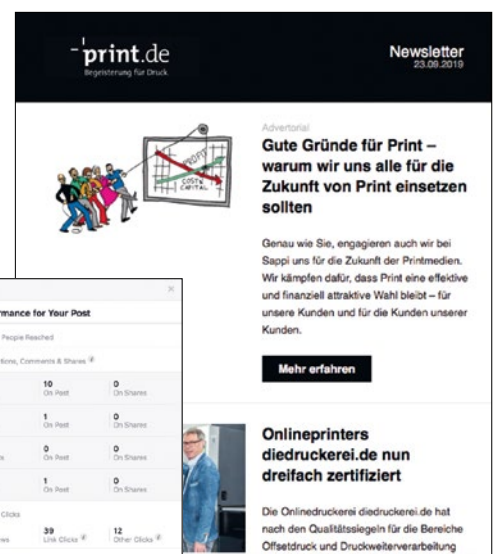 print.de
Begeisterung für Druck.
Newsletter
23.09.2019
Advertorial
Gute Gründe für Print –
warum wir uns alle für die
Zukunft von Print einsetzen
sollten
PROFIT
COST &
CAPITAL
Genau wie Sie, engagieren auch wir bei
Sappi uns für die Zukunft der Printmedien.
Wir kämpfen dafür, dass Print eine effektive
und finanziell attraktive Wahl bleibt – für
unsere Kunden und für die Kunden unserer
Kunden.
Mehr erfahren
Onlineprinters
diedruckerei.de nun
dreifach zertifiziert
Die Onlinedruckerei diedruckerei.de hat
nach den Qualitätssiegeln für die Bereiche
Offsetdruck und Druckweiterverarbeitung
rmance for Your Post
People Reached
tions, Comments & Shares
10 0
On Post On Shares
1 0
On Post On Shares
0 0
On Post On Shares
1 0
On Post On Shares
Clicks
39 12
Link Clicks Other Clicks